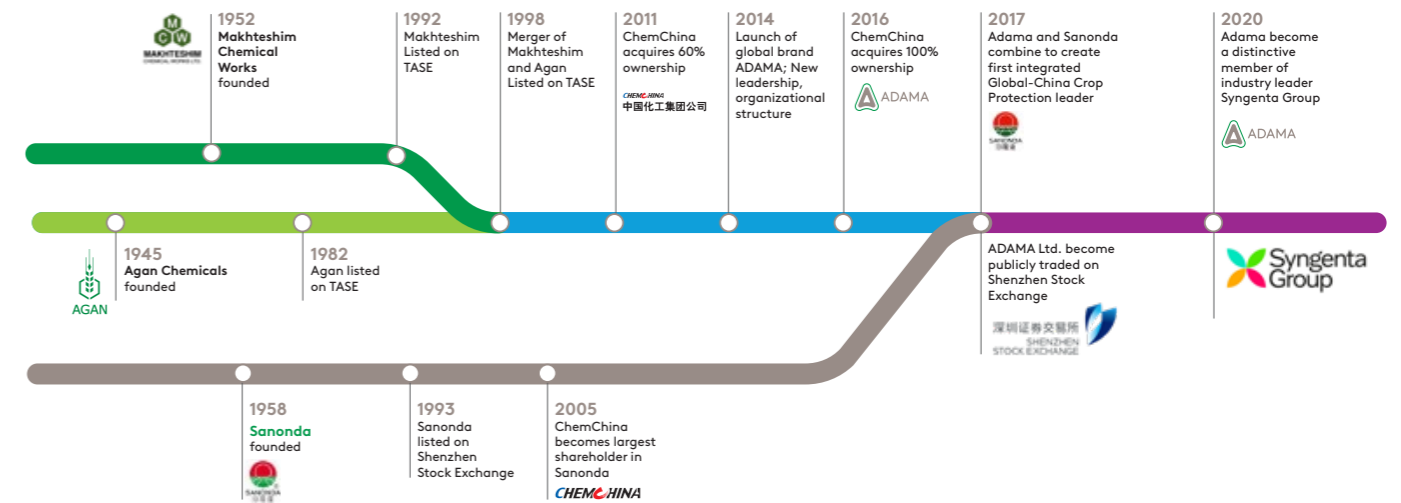 1952
Makhteshim
Chemical
Works
founded
M
C W
MAKHTESHIM
CHEMICAL WORKS LTD
1992
Makhteshim
Listed on
TASE
1998
Merger of
Makhteshim
and Agan
Listed on TASE
2011
ChemChina
acquires 60%
ownership
CHEMCHINA
中国化工集团公司
2014
Launch of
global brand
ADAMA; New
leadership,
organizational
structure
2016
ChemChina
acquires 100%
ownership
ADAMA
2017
Adama and Sanonda
combine to create
first integrated
Global-China Crop
Protection leader
SANONDA
2020
Adama become
a distinctive
member of
industry leader
Syngenta Group
ADAMA
1945
Agan Chemicals
founded
AGAN
1982
Agan listed
on TASE
ADAMA Ltd. become
publicly traded on
Shenzhen Stock
Exchange
深圳证券交易所
SHENZHEN
STOCK EXCHANGE
Syngenta
Group
1958
Sanonda
founded
SANONDA
1993
Sanonda
listed on
Shenzhen
Stock Exchange
2005
ChemChina
becomes largest
shareholder in
Sanonda
CHEMCHINA